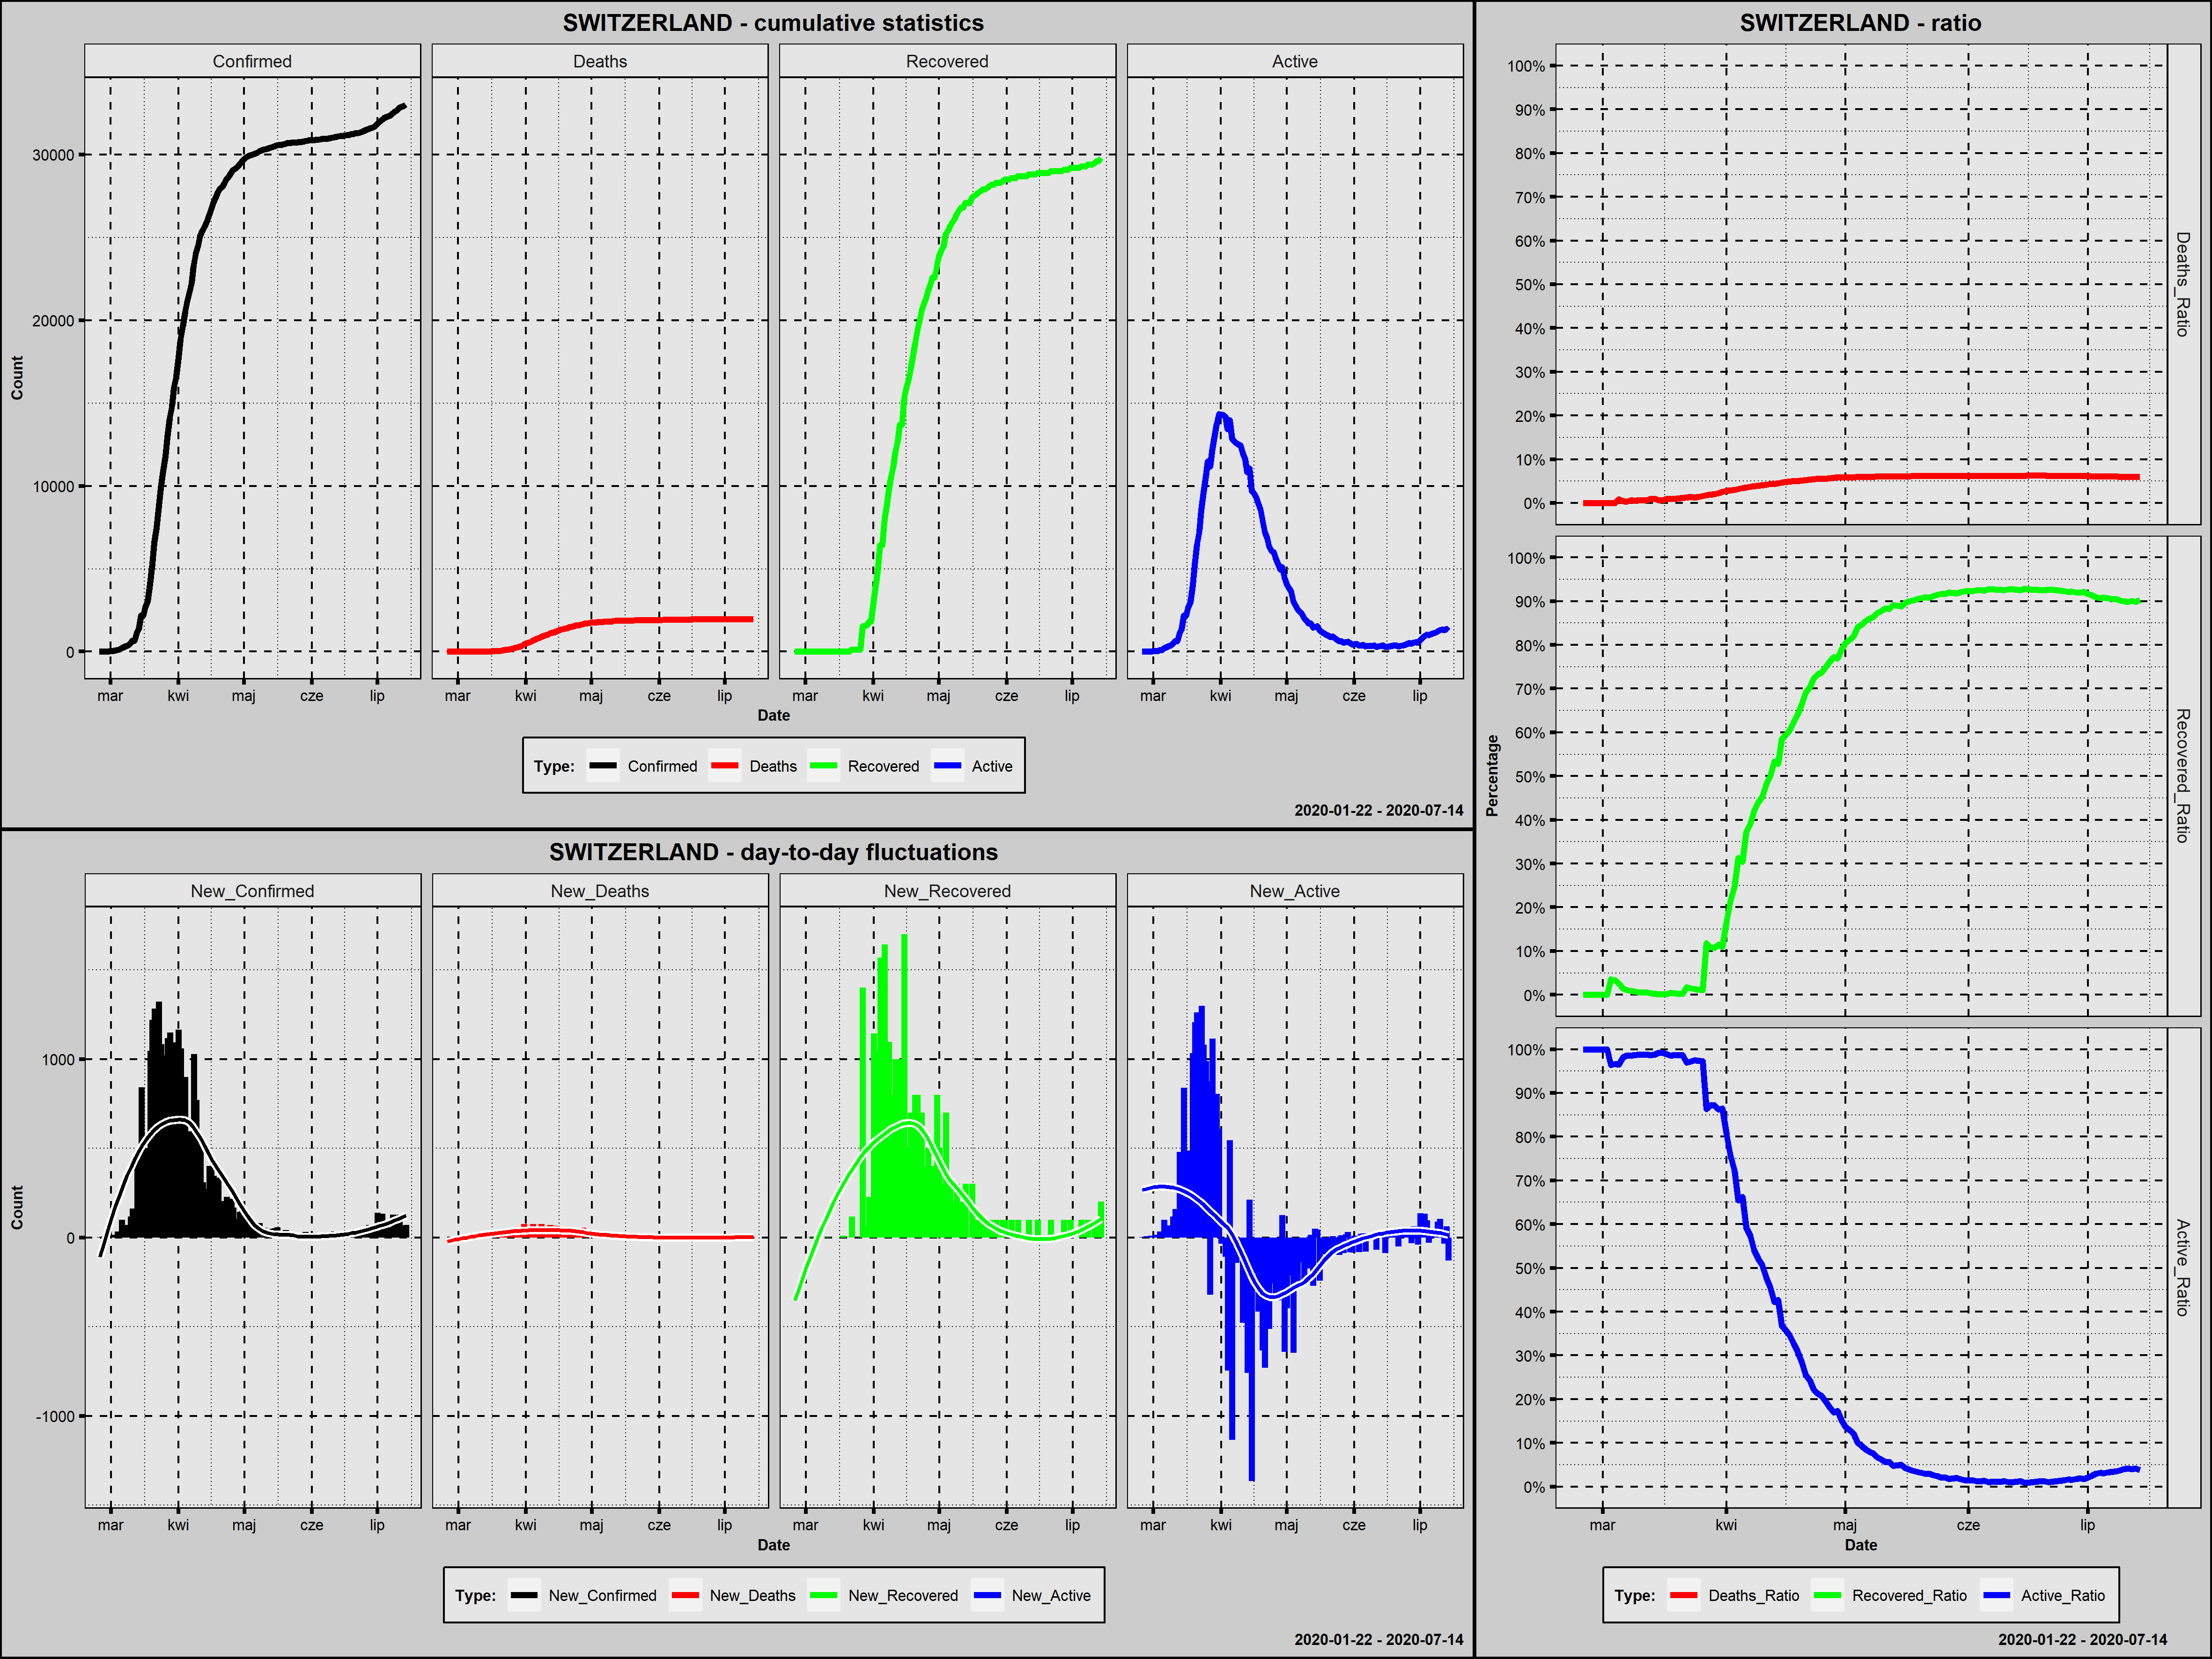 SWITZERLAND - cumulative statistics
Confirmed Deaths Recovered Active
Count
30000
20000
10000
0
mar kwi maj cze lip mar kwi maj cze lip mar kwi maj cze lip mar kwi maj cze lip
Date
Type: Confirmed Deaths Recovered Active
2020-01-22 - 2020-07-14
SWITZERLAND - day-to-day fluctuations
New_Confirmed New_Deaths New_Recovered New_Active
Count
1000
0
-1000
mar kwi maj cze lip mar kwi maj cze lip mar kwi maj cze lip mar kwi maj cze lip
Date
Type: New_Confirmed New_Deaths New_Recovered New_Active
2020-01-22 - 2020-07-14
SWITZERLAND - ratio
Percentage
100%
90%
80%
70%
60%
50%
40%
30%
20%
10%
0%
Deaths_Ratio
100%
90%
80%
70%
60%
50%
40%
30%
20%
10%
0%
Recovered_Ratio
100%
90%
80%
70%
60%
50%
40%
30%
20%
10%
0%
Active_Ratio
mar kwi maj cze lip
Date
Type: Deaths_Ratio Recovered_Ratio Active_Ratio
2020-01-22 - 2020-07-14